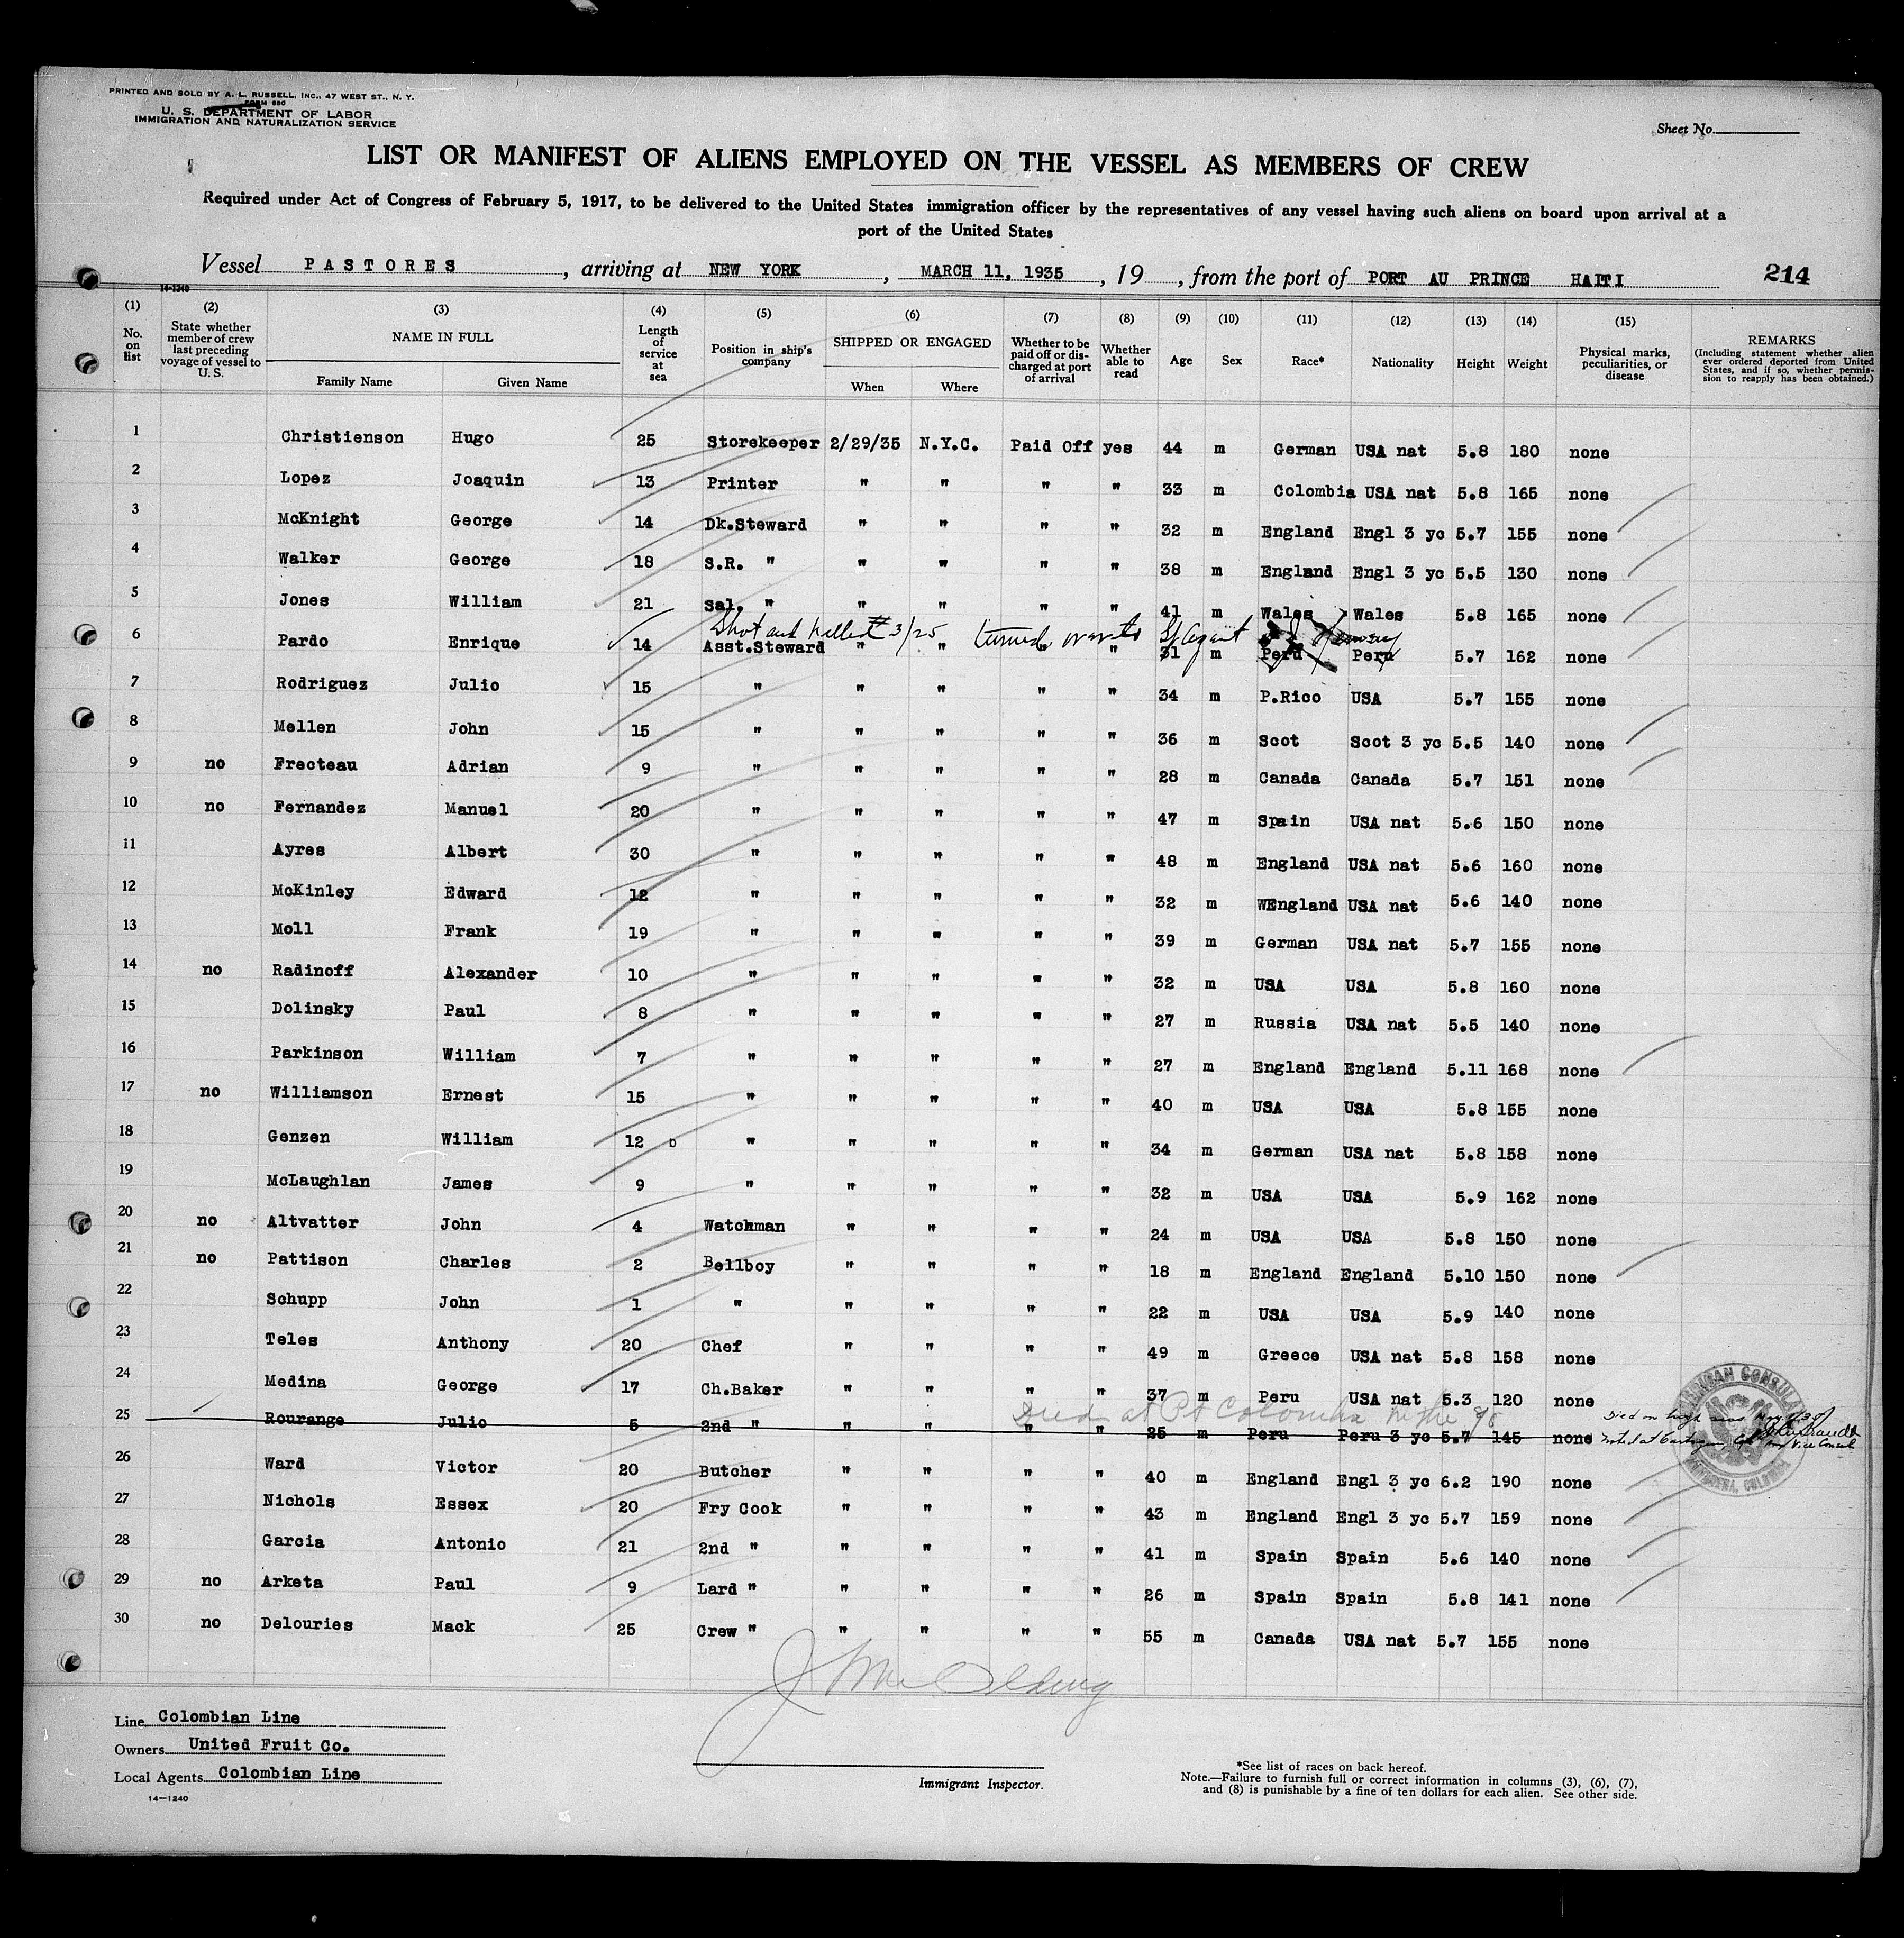 PRINTED AND SOLD BY A. L. RUSSELL, INC., 47 WEST ST., N. Y.
FORM 680
U. S. DEPARTMENT OF LABOR
IMMIGRATION AND NATURALIZATION SERVICE
Sheet No.
LIST OR MANIFEST OF ALIENS EMPLOYED ON THE VESSEL AS MEMBERS OF CREW
Required under Act of Congress of February 5, 1917, to be delivered to the United States immigration officer by the representatives of any vessel having such aliens on board upon arrival at a
port of the United States
Vessel PASTORES, arriving at NEW YORK, MARCH 11, 1935, 19 , from the port of PORT AU PRINCE HAITI 214
14-1240
(1) (2) (3) (4) (5) (6) (7) (8) (9) (10) (11) (12) (13) (14) (15)
No. on list State whether member of crew last preceding voyage of vessel to U. S. NAME IN FULL Family Name Given Name Length of service at sea Position in ship's company SHIPPED OR ENGAGED When Where Whether to be paid off or discharged at port of arrival Whether able to read Age Sex Race* Nationality Height Weight Physical marks, peculiarities, or disease REMARKS (Including statement whether alien ever ordered deported from United States, and if so, whether permission to reapply has been obtained.)
1 Christienson Hugo 25 Storekeeper 2/29/35 N.Y.C. Paid Off yes 44 m German USA nat 5.8 180 none
2 Lopez Joaquin 13 Printer " " " " 33 m Colombia USA nat 5.8 165 none
3 McKnight George 14 Dk.Steward " " " " 32 m England Engl 3 yc 5.7 155 none
4 Walker George 18 S.R. " " " " " 38 m England Engl 3 yc 5.5 130 none
5 Jones William 21 Sal. " " " " " 41 m Wales Wales 5.8 165 none
Shot and killed 3/25 turned over to
6 Pardo Enrique 14 Asst.Steward " " " " 31 m Peru Peru 5.7 162 none
7 Rodriguez Julio 15 " " " " " 34 m P.Rico USA 5.7 155 none
8 Mellen John 15 " " " " " 36 m Scot Scot 3 yc 5.5 140 none
9 no Frecteau Adrian 9 " " " " " 28 m Canada Canada 5.7 151 none
10 no Fernandez Manuel 20 " " " " " 47 m Spain USA nat 5.6 150 none
11 Ayres Albert 30 " " " " " 48 m England USA nat 5.6 160 none
12 McKinley Edward 12 " " " " " 32 m WEngland USA nat 5.6 140 none
13 Moll Frank 19 " " " " " 39 m German USA nat 5.7 155 none
14 no Radinoff Alexander 10 " " " " " 32 m USA USA 5.8 160 none
15 Dolinsky Paul 8 " " " " " 27 m Russia USA nat 5.5 140 none
16 Parkinson William 7 " " " " " 27 m England England 5.11 168 none
17 no Williamson Ernest 15 " " " " " 40 m USA USA 5.8 155 none
18 Genzen William 12 b " " " " " 34 m German USA nat 5.8 158 none
19 McLaughlan James 9 " " " " " 32 m USA USA 5.9 162 none
20 no Altvatter John 4 Watchman " " " " 24 m USA USA 5.8 150 none
21 no Pattison Charles 2 Bellboy " " " " 18 m England England 5.10 150 none
22 Schupp John 1 " " " " " 22 m USA USA 5.9 140 none
23 Teles Anthony 20 Chef " " " " 49 m Greece USA nat 5.8 158 none
24 Medina George 17 Ch.Baker " " " " 37 m Peru USA nat 5.3 120 none
Died at Pt Colombia
25 Rourange Julio 5 2nd " " " " " 25 m Peru Peru 3 yc 5.7 145 none Died on high seas
Noted at Vice Consul
26 Ward Victor 20 Butcher " " " " 40 m England Engl 3 yc 6.2 190 none
27 Nichols Essex 20 Fry Cook " " " " 43 m England Engl 3 yc 5.7 159 none
28 Garcia Antonio 21 2nd " " " " " 41 m Spain Spain 5.6 140 none
29 no Arketa Paul 9 Lard " " " " " 26 m Spain Spain 5.8 141 none
30 no Delouries Mack 25 Crew " " " " " 55 m Canada USA nat 5.7 155 none
Line Colombian Line
Owners United Fruit Co.
Local Agents Colombian Line
14-1240
Immigrant Inspector.
*See list of races on back hereof.
Note.—Failure to furnish full or correct information in columns (3), (6), (7),
and (8) is punishable by a fine of ten dollars for each alien. See other side.